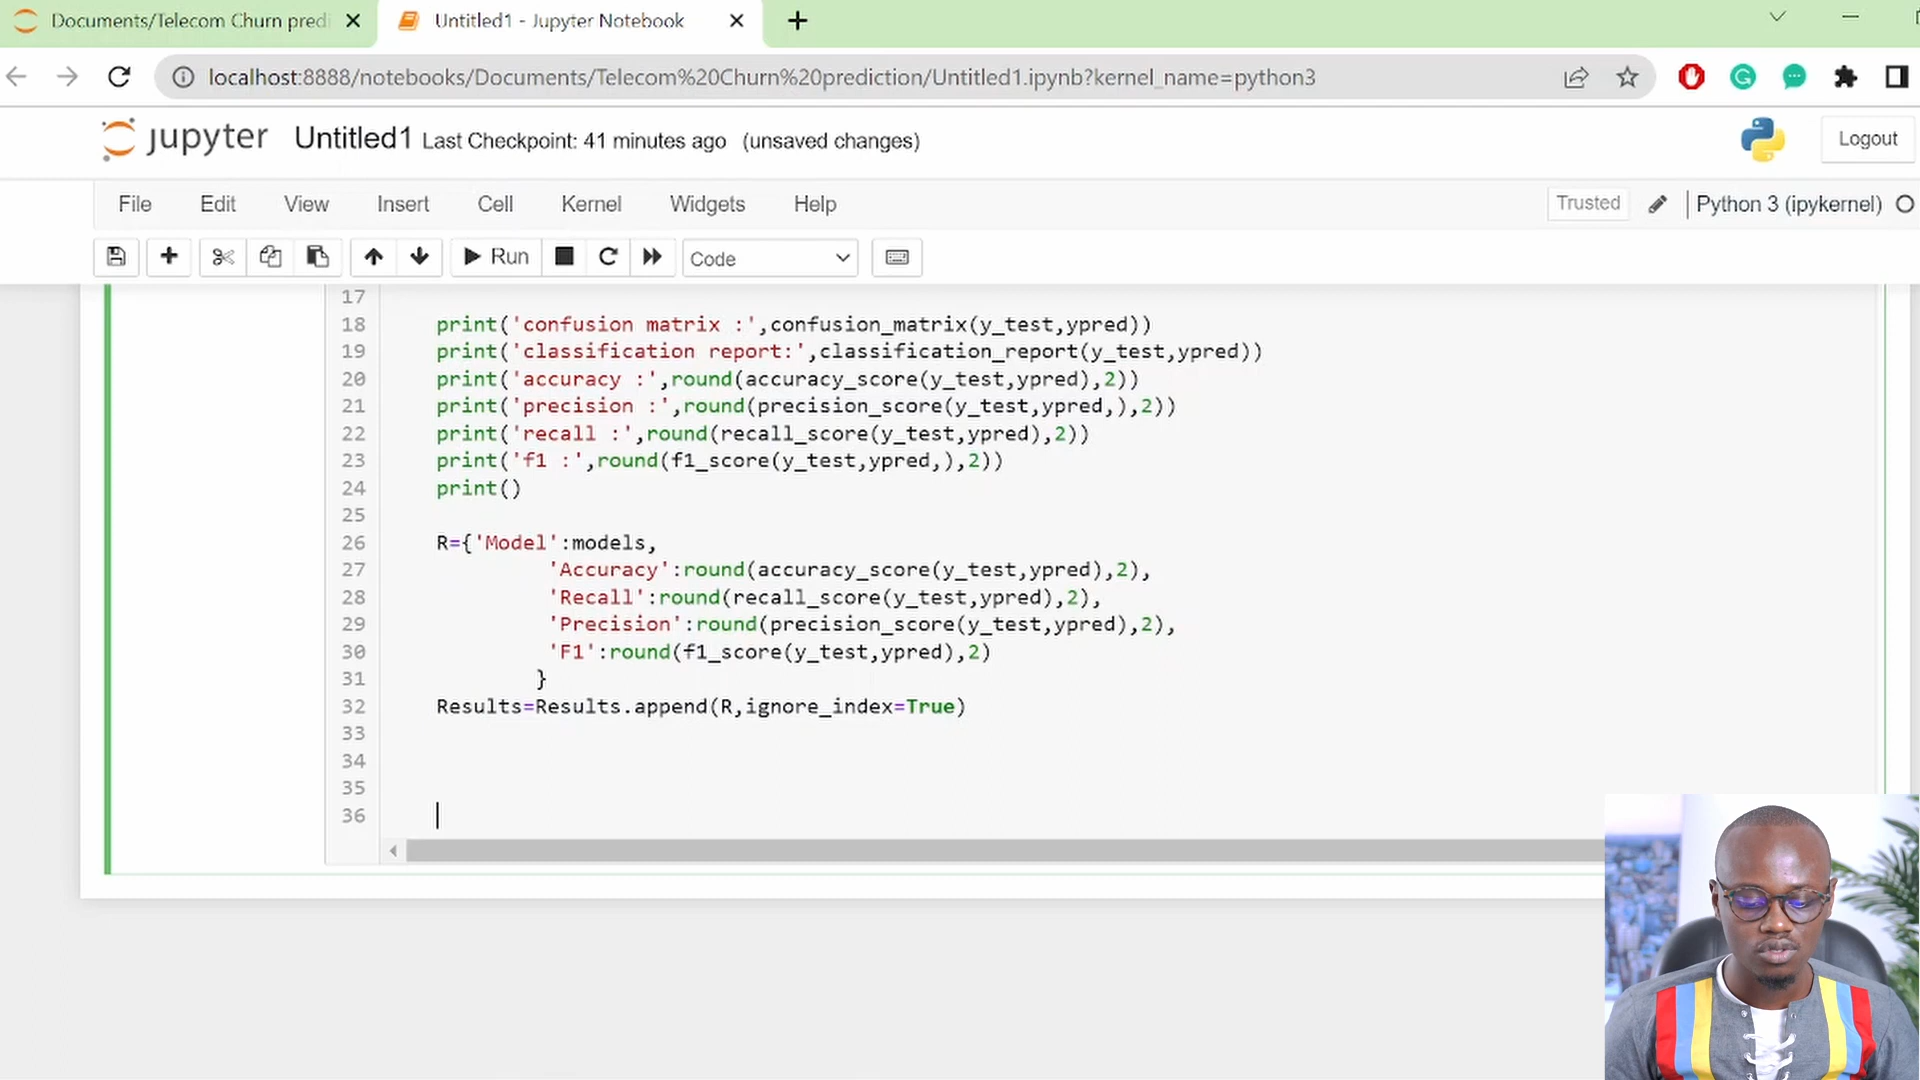 Documents/Telecom Churn predi
Untitled1 - Jupyter Notebook
localhost:8888/notebooks/Documents/Telecom%20Churn%20prediction/Untitled1.ipynb?kernel_name=python3
jupyter Untitled1 Last Checkpoint: 41 minutes ago (unsaved changes)
Logout
File Edit View Insert Cell Kernel Widgets Help
Trusted
Python 3 (ipykernel)
Run
Code
17
18 print('confusion matrix :',confusion_matrix(y_test,ypred))
19 print('classification report:',classification_report(y_test,ypred))
20 print('accuracy :',round(accuracy_score(y_test,ypred),2))
21 print('precision :',round(precision_score(y_test,ypred,),2))
22 print('recall :',round(recall_score(y_test,ypred),2))
23 print('f1 :',round(f1_score(y_test,ypred,),2))
24 print()
25
26 R={'Model':models,
27 'Accuracy':round(accuracy_score(y_test,ypred),2),
28 'Recall':round(recall_score(y_test,ypred),2),
29 'Precision':round(precision_score(y_test,ypred),2),
30 'F1':round(f1_score(y_test,ypred),2)
31 }
32 Results=Results.append(R,ignore_index=True)
33
34
35
36